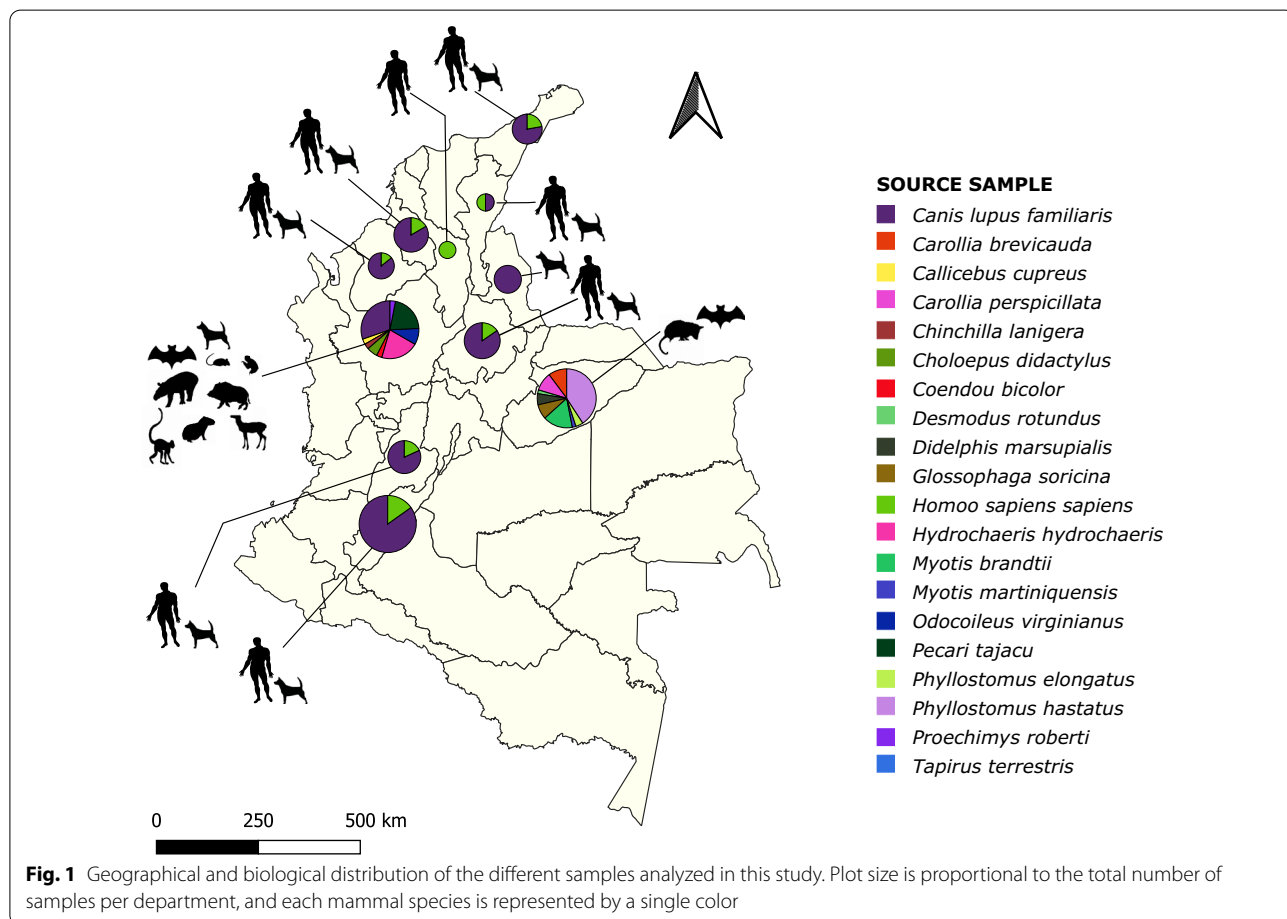 SOURCE SAMPLE
Canis lupus familiaris
Carollia brevicauda
Callicebus cupreus
Carollia perspicillata
Chinchilla lanigera
Choloepus didactylus
Coendou bicolor
Desmodus rotundus
Didelphis marsupialis
Glossophaga soricina
Homoo sapiens sapiens
Hydrochaeris hydrochaeris
Myotis brandtii
Myotis martiniquensis
Odocoileus virginianus
Pecari tajacu
Phyllostomus elongatus
Phyllostomus hastatus
Proechimys roberti
Tapirus terrestris
0 250 500 km
Fig. 1 Geographical and biological distribution of the different samples analyzed in this study. Plot size is proportional to the total number of
samples per department, and each mammal species is represented by a single color